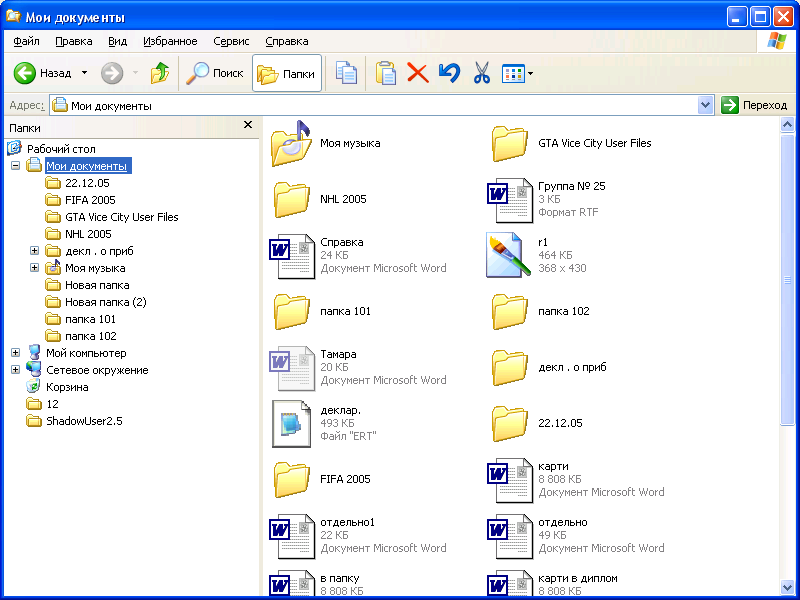 Мои документы
Файл Правка Вид Избранное Сервис Справка
Назад Поиск Папки
Адрес: Мои документы Переход
Папки
Рабочий стол
Мои документы
22.12.05
FIFA 2005
GTA Vice City User Files
NHL 2005
декл . о приб
Моя музыка
Новая папка
Новая папка (2)
папка 101
папка 102
Мой компьютер
Сетевое окружение
Корзина
12
ShadowUser2.5
Моя музыка
GTA Vice City User Files
NHL 2005
Группа № 25
3 КБ
Формат RTF
Справка
24 КБ
Документ Microsoft Word
r1
464 КБ
368 x 430
папка 101
папка 102
Тамара
20 КБ
Документ Microsoft Word
декл . о приб
деклар.
493 КБ
Файл "ERT"
22.12.05
FIFA 2005
карти
8 808 КБ
Документ Microsoft Word
отдельно1
22 КБ
Документ Microsoft Word
отдельно
49 КБ
Документ Microsoft Word
в папку
8 808 КБ
карти в диплом
8 808 КБ